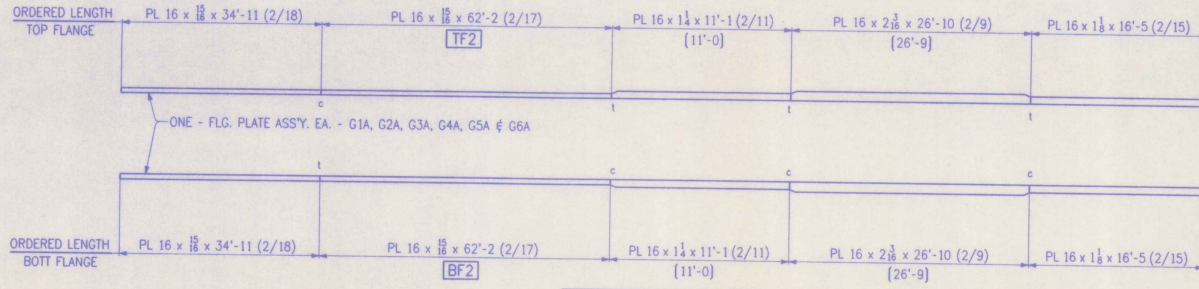 ORDERED LENGTH
TOP FLANGE
PL 16 x 15/16 x 34'-11 (2/18)
PL 16 x 15/16 x 62'-2 (2/17)
TF2
PL 16 x 1 1/4 x 11'-1 (2/11)
[11'-0]
PL 16 x 2 3/16 x 26'-10 (2/9)
[26'-9]
PL 16 x 1 1/8 x 16'-5 (2/15)
c
t
t
t
ONE - FLG. PLATE ASS'Y. EA. - G1A, G2A, G3A, G4A, G5A & G6A
t
c
c
c
ORDERED LENGTH
BOTT FLANGE
PL 16 x 15/16 x 34'-11 (2/18)
PL 16 x 15/16 x 62'-2 (2/17)
BF2
PL 16 x 1 1/4 x 11'-1 (2/11)
[11'-0]
PL 16 x 2 3/16 x 26'-10 (2/9)
[26'-9]
PL 16 x 1 1/8 x 16'-5 (2/15)